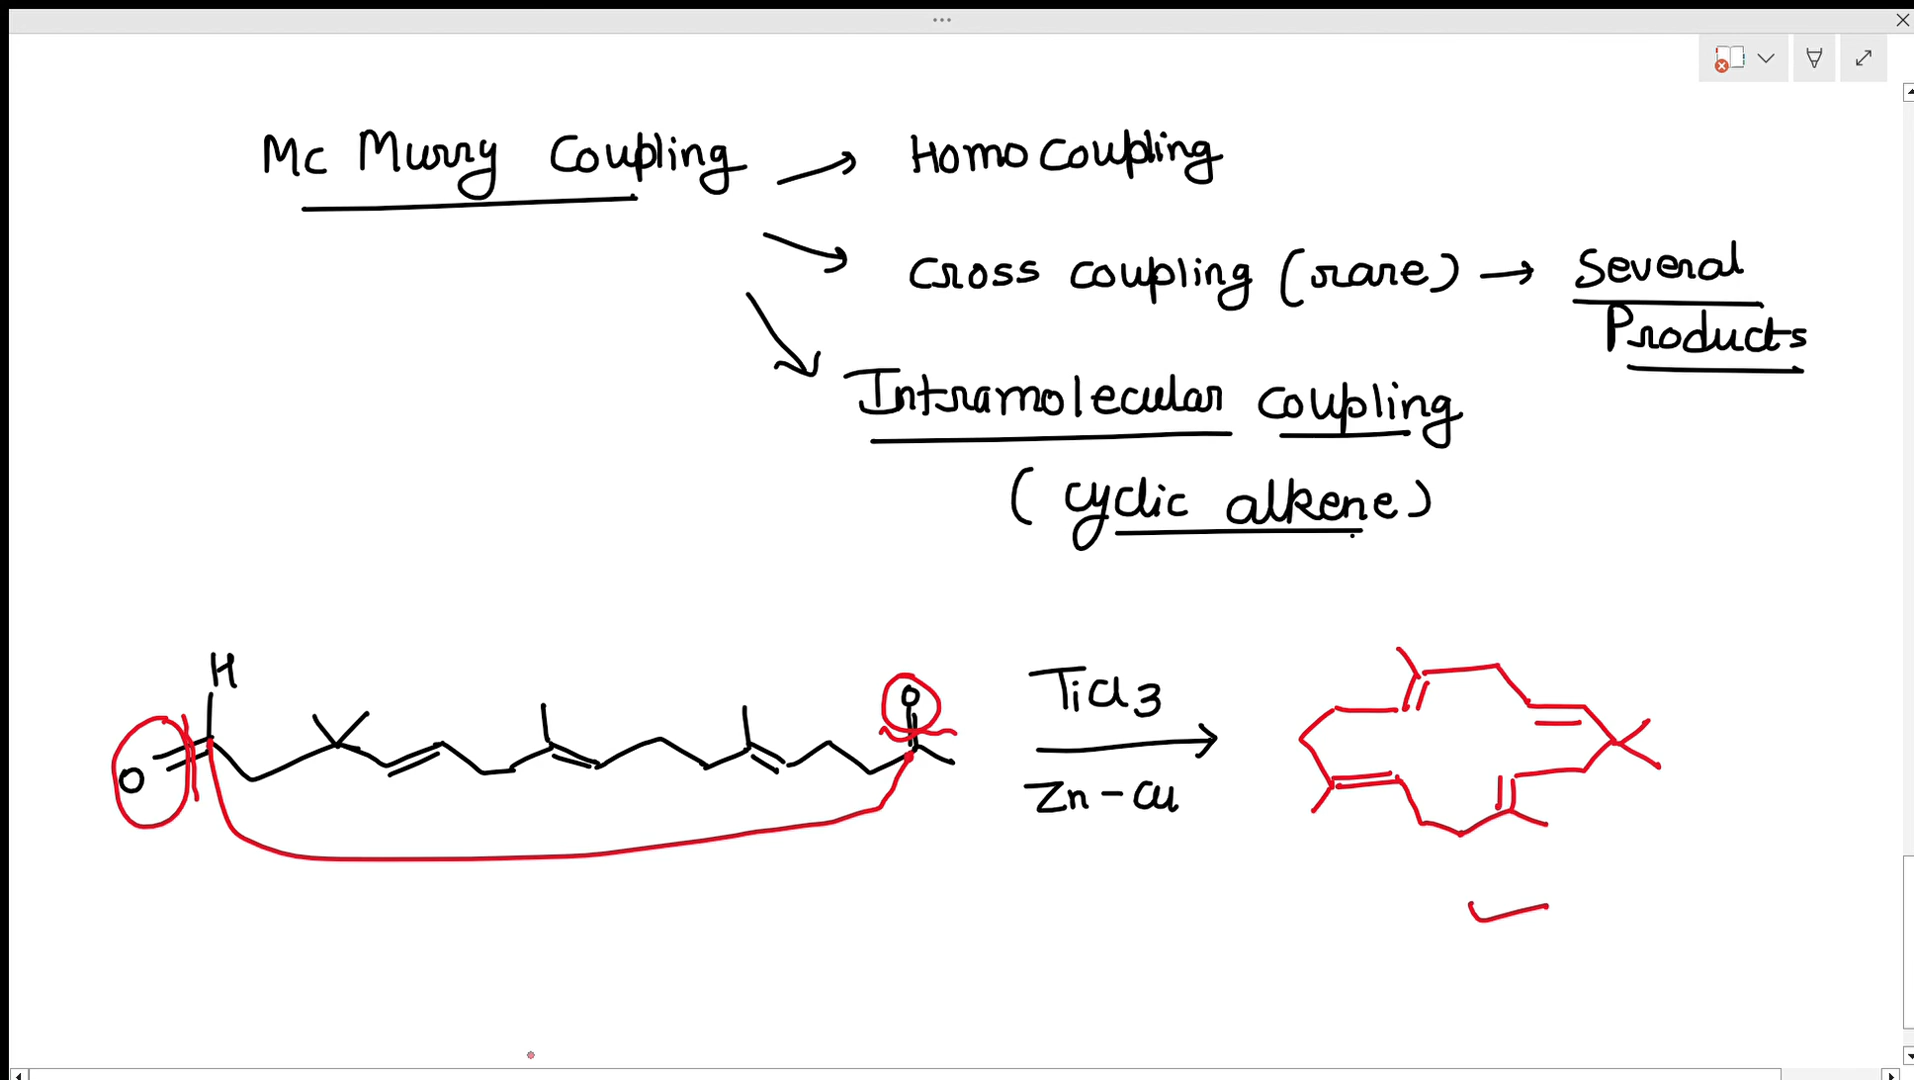 Mc Murry Coupling → Homo Coupling
Cross coupling (rare) → Several
Products
Intramolecular coupling
(cyclic alkene)
H
O
O
TiCl3
Zn-Cu